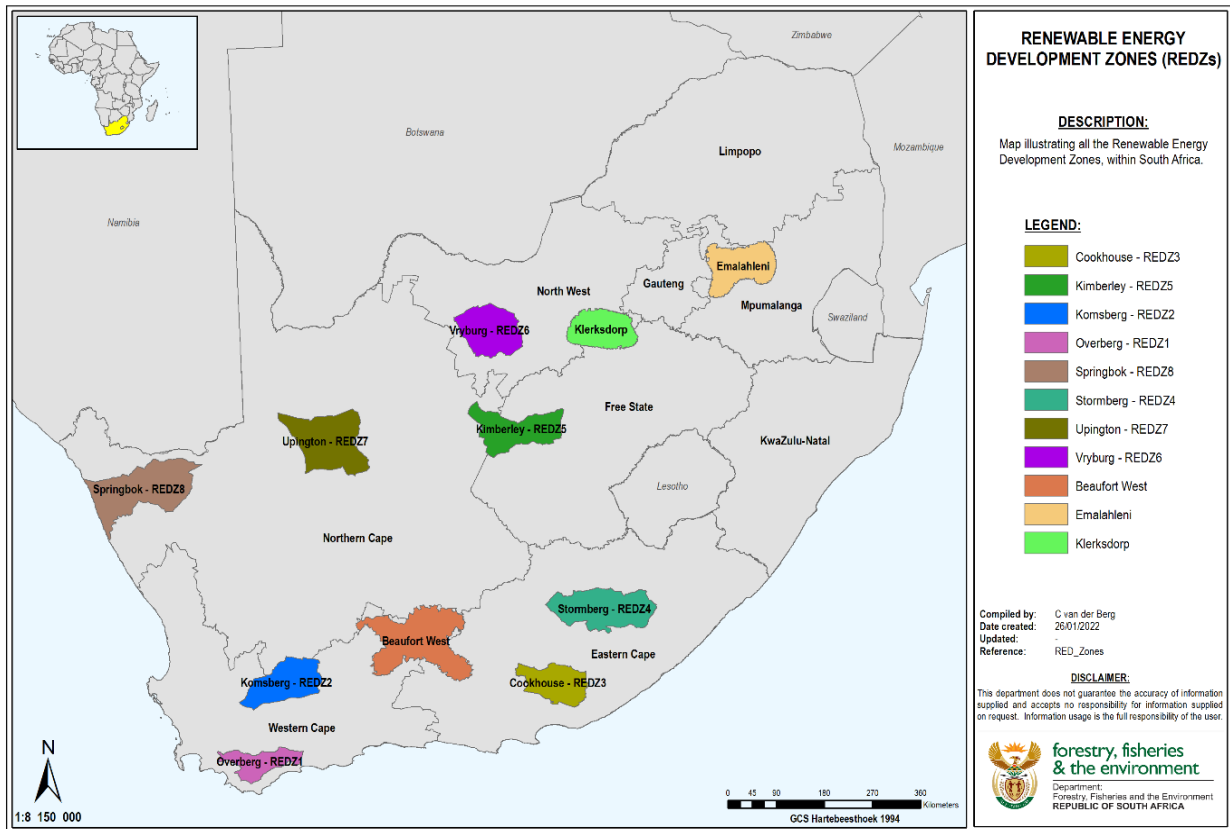 Zimbabwe
Botswana
Mozambique
Limpopo
Namibia
Emalahleni
Gauteng
North West
Mpumalanga
Swaziland
Vryburg - REDZ6
Klerksdorp
Free State
Kimberley - REDZ5
Upington - REDZ7
KwaZulu-Natal
Springbok - REDZ8
Lesotho
Northern Cape
Stormberg - REDZ4
Beaufort West
Eastern Cape
Komsberg - REDZ2
Cookhouse - REDZ3
Western Cape
Overberg - REDZ1
N
1:8 150 000
0 45 90 180 270 360
Kilometers
GCS Hartebeesthoek 1994
RENEWABLE ENERGY
DEVELOPMENT ZONES (REDZs)
DESCRIPTION:
Map illustrating all the Renewable Energy
Development Zones, within South Africa.
LEGEND:
Cookhouse - REDZ3
Kimberley - REDZ5
Komsberg - REDZ2
Overberg - REDZ1
Springbok - REDZ8
Stormberg - REDZ4
Upington - REDZ7
Vryburg - REDZ6
Beaufort West
Emalahleni
Klerksdorp
Compiled by: C van der Berg
Date created: 26/01/2022
Updated: -
Reference: RED_Zones
DISCLAIMER:
This department does not guarantee the accuracy of information
supplied and accepts no responsibility for information supplied
on request. Information usage is the full responsibility of the user.
forestry, fisheries
& the environment
Department:
Forestry, Fisheries and the Environment
REPUBLIC OF SOUTH AFRICA